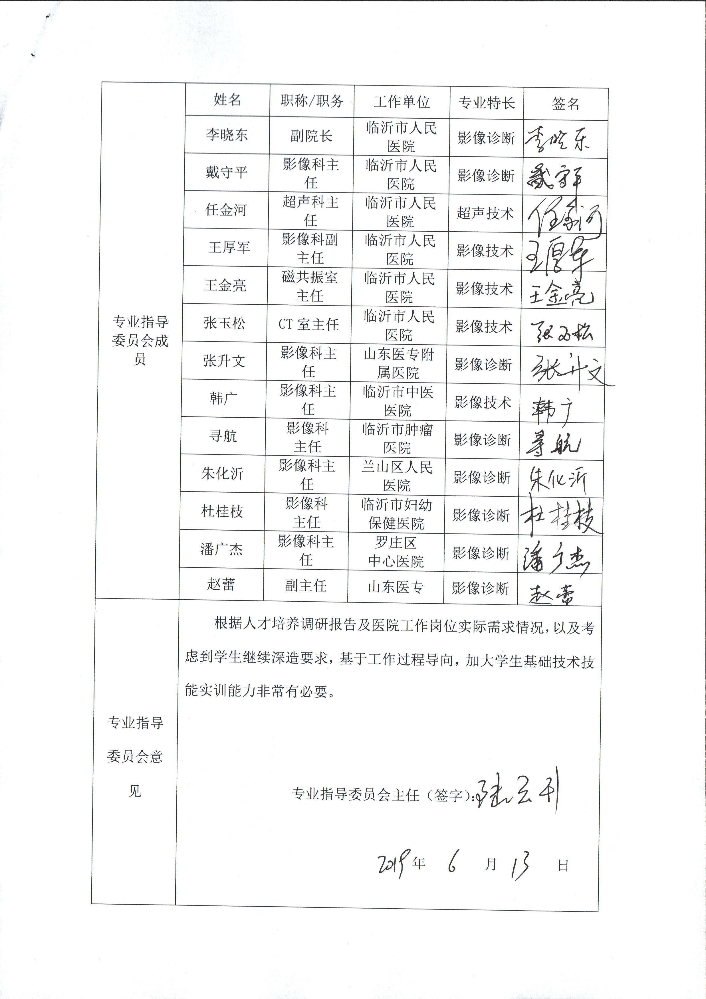 姓名 职称/职务 工作单位 专业特长 签名
李晓东 副院长 临沂市人民 影像诊断 李晓东
医院
戴守平 影像科主 临沂市人民 影像诊断 戴守平
任 医院
任金河 超声科主 临沂市人民 超声技术 任金河
任 医院
王厚军 影像科副 临沂市人民 影像技术 王厚军
主任 医院
王金亮 磁共振室 临沂市人民 影像技术 王金亮
主任 医院
专业指导
委员会成
员
张玉松 CT室主任 临沂市人民 影像技术 张玉松
医院
张升文 影像科主 山东医专附 影像诊断 张升文
任 属医院
韩广 影像科主 临沂市中医 影像技术 韩广
任 医院
寻航 影像科 临沂市肿瘤 影像诊断 寻航
主任 医院
朱化沂 影像科主 兰山区人民 影像诊断 朱化沂
任 医院
杜桂枝 影像科 临沂市妇幼 影像诊断 杜桂枝
主任 保健医院
潘广杰 影像科主 罗庄区 影像诊断 潘广杰
任 中心医院
赵蕾 副主任 山东医专 影像诊断 赵蕾
专业指导
委员会意
见
根据人才培养调研报告及医院工作岗位实际需求情况，以及考
虑到学生继续深造要求，基于工作过程导向，加大学生基础技术技
能实训能力非常有必要。
专业指导委员会主任（签字）：陆云升
2019年 6 月 13 日